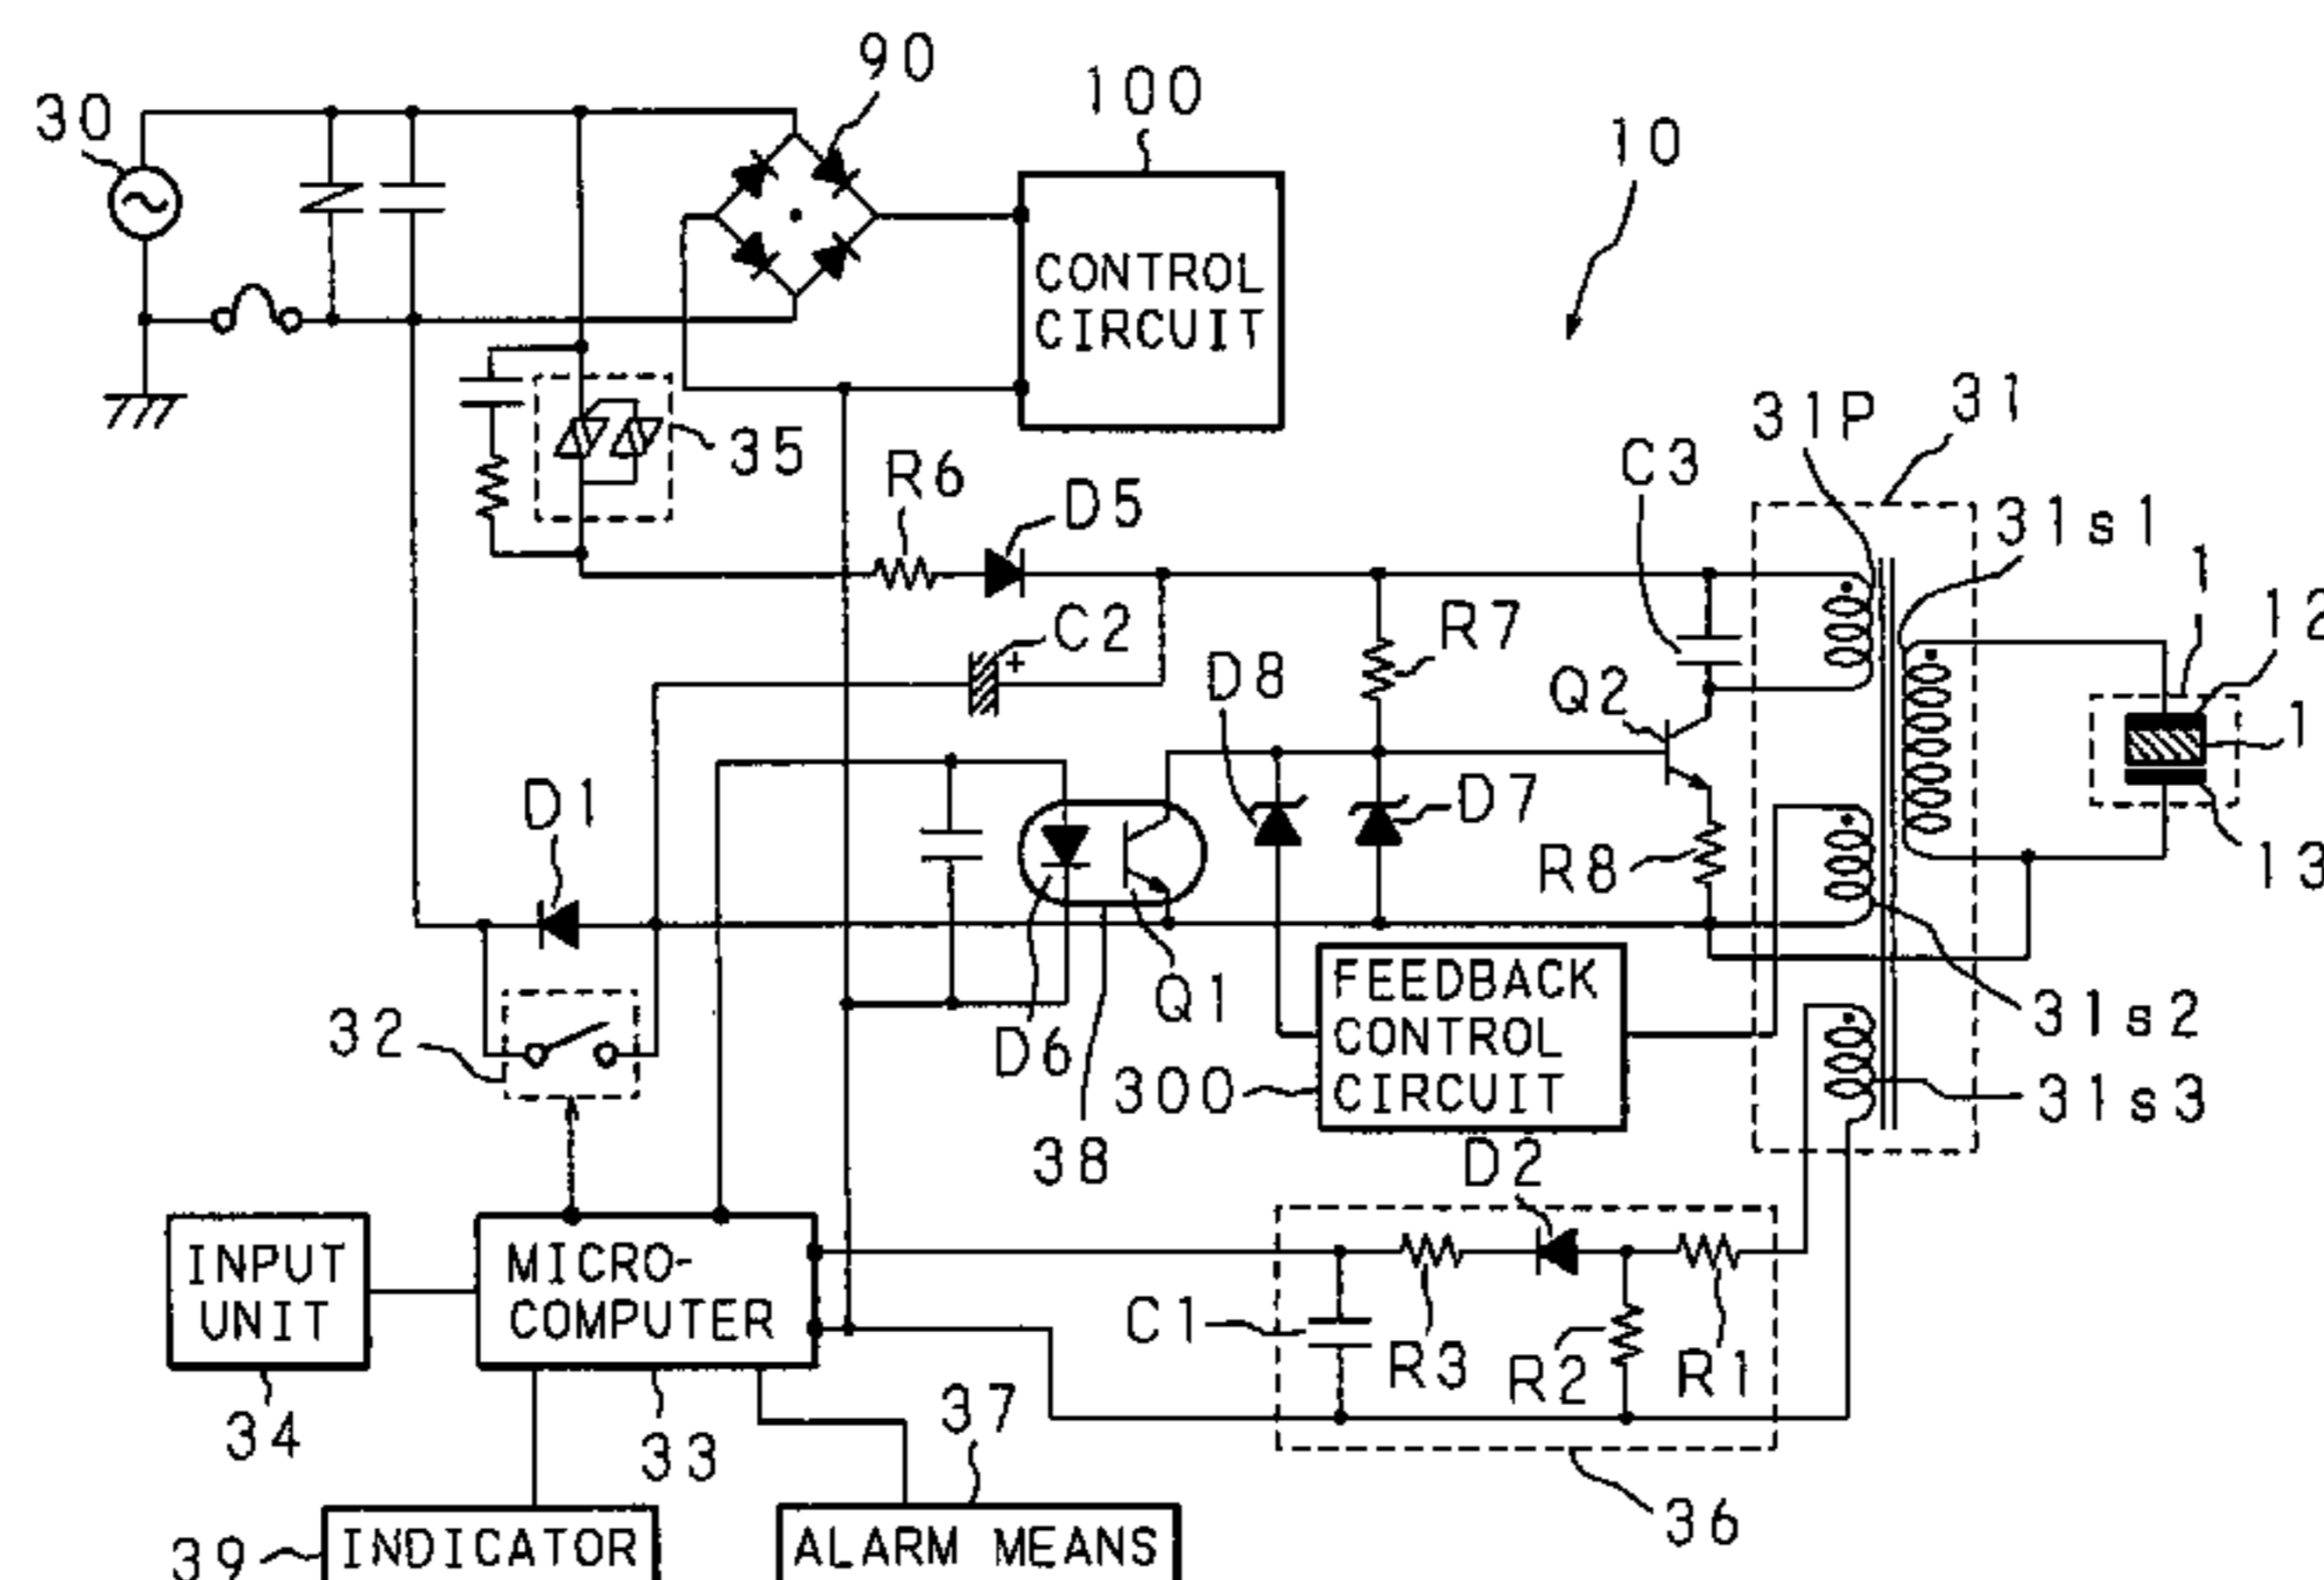 90
30
100
10
CONTROL
CIRCUIT
31P
31
35
R6
C3
D5
31s1
1
12
C2
R7
D8
Q2
1
D1
D7
R8
13
FEEDBACK
CONTROL
CIRCUIT
Q1
32
D6
31s2
300
31s3
38
D2
INPUT
UNIT
MICRO-
COMPUTER
C1
R3
R2
R1
34
33
37
36
39
INDICATOR
ALARM MEANS